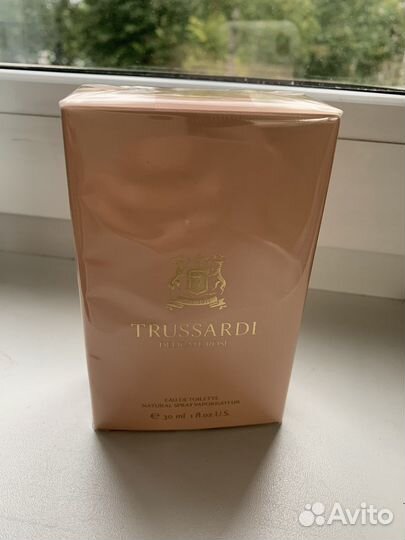 TRUSSARDI
DELICATE ROSE
EAU DE TOILETTE
NATURAL SPRAY VAPORISATEUR
℮ 30 ml 1 fl.oz.U.S.
Avito